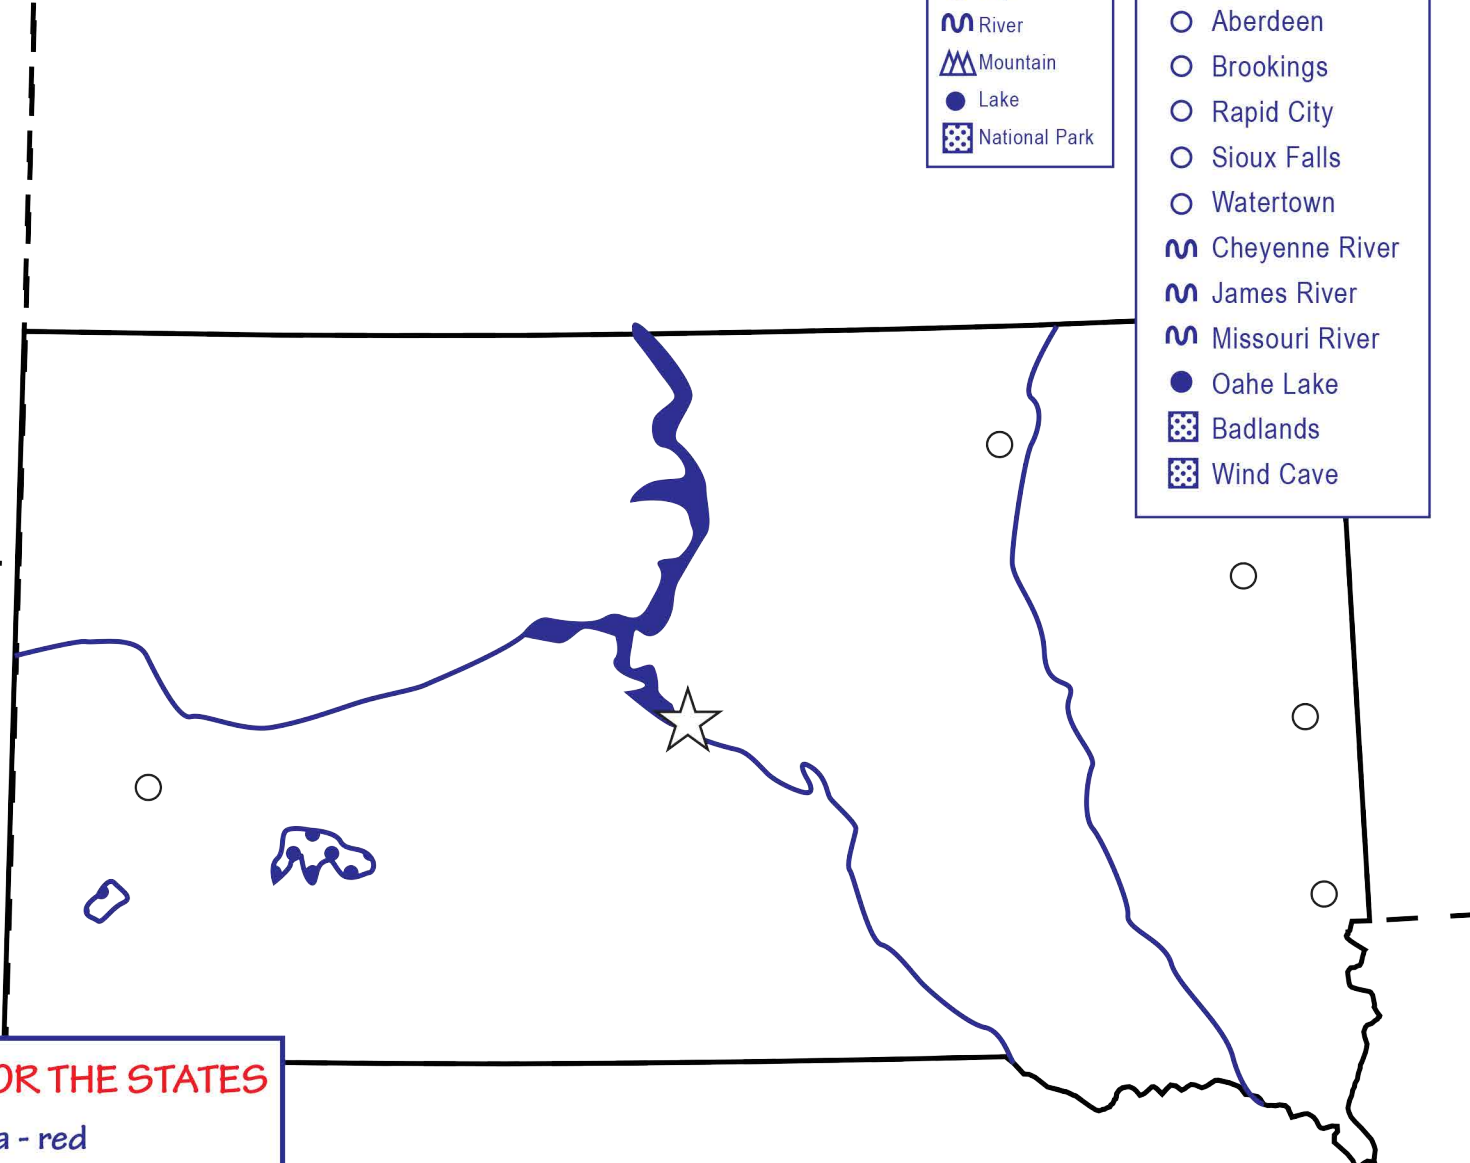 River
Mountain
Lake
National Park
Aberdeen
Brookings
Rapid City
Sioux Falls
Watertown
Cheyenne River
James River
Missouri River
Oahe Lake
Badlands
Wind Cave
OR THE STATES
a - red